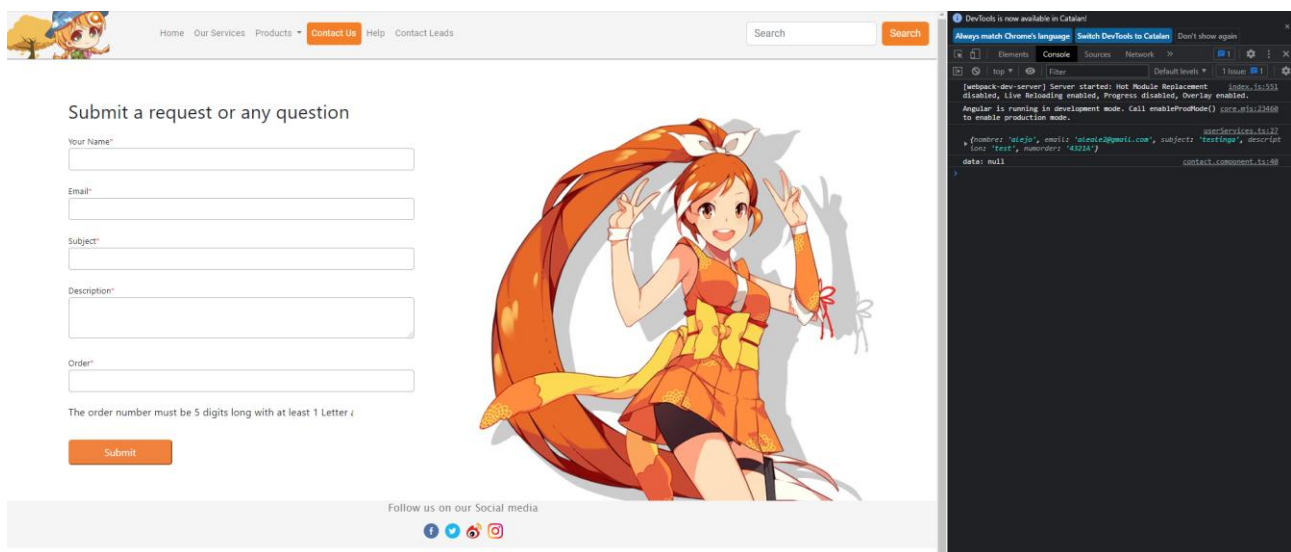 Home Our Services Products Contact Us Help Contact Leads
Search
Search
Submit a request or any question
Your Name*
Email*
Subject*
Description*
Order*
The order number must be 5 digits long with at least 1 Letter a
Submit
Follow us on our Social media
DevTools is now available in Catalan!
Always match Chrome's language Switch DevTools to Catalan Don't show again
Elements Console Sources Network » 1
top Filter Default levels 1 Issue: 1
[webpack-dev-server] Server started: Hot Module Replacement index.js:551
disabled, Live Reloading enabled, Progress disabled, Overlay enabled.
Angular is running in development mode. Call enableProdMode() core.mjs:23460
to enable production mode.
userServices.ts:27
{nombre: 'alejo', email: 'aleale2@gmail.com', subject: 'testinga', descript
ion: 'test', numorder: '4321A'}
data: null contact.component.ts:40